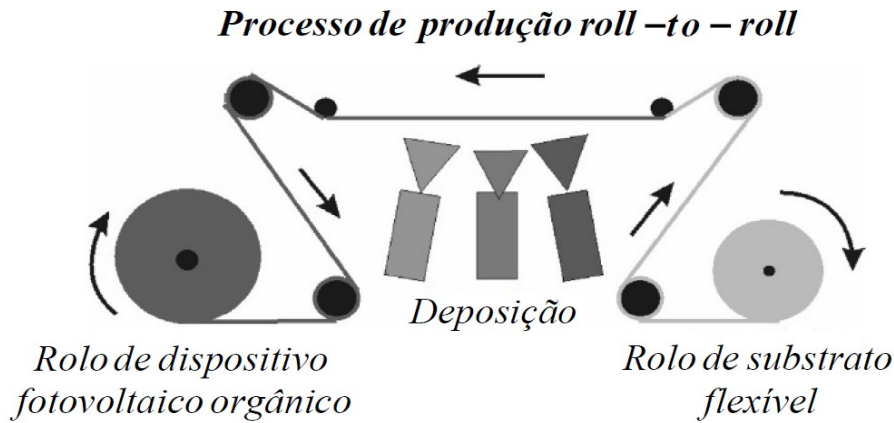 Processo de produção roll –to – roll
Deposição
Rolo de dispositivo
fotovoltaico orgânico
Rolo de substrato
flexível